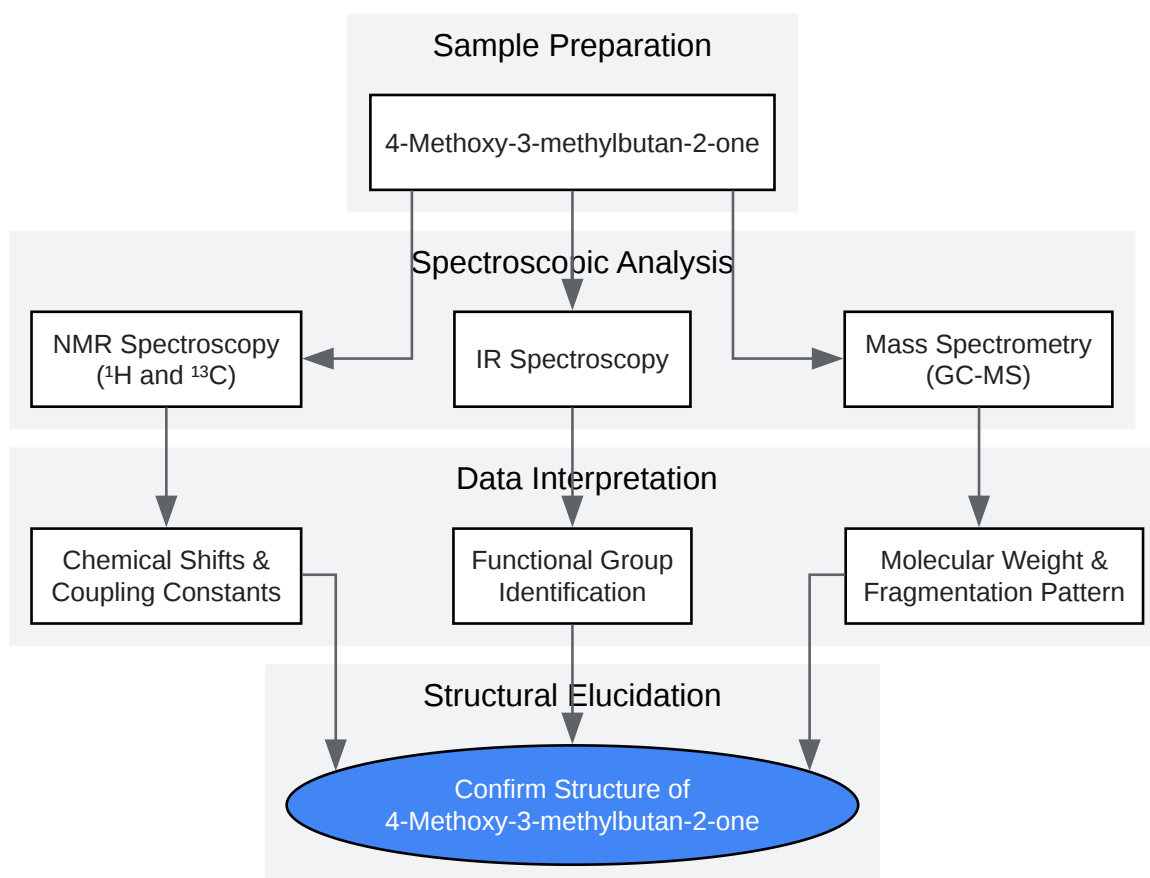 Sample Preparation
4-Methoxy-3-methylbutan-2-one
Spectroscopic Analysis
NMR Spectroscopy
(¹H and ¹³C)
IR Spectroscopy
Mass Spectrometry
(GC-MS)
Data Interpretation
Chemical Shifts &
Coupling Constants
Functional Group
Identification
Molecular Weight &
Fragmentation Pattern
Structural Elucidation
Confirm Structure of
4-Methoxy-3-methylbutan-2-one